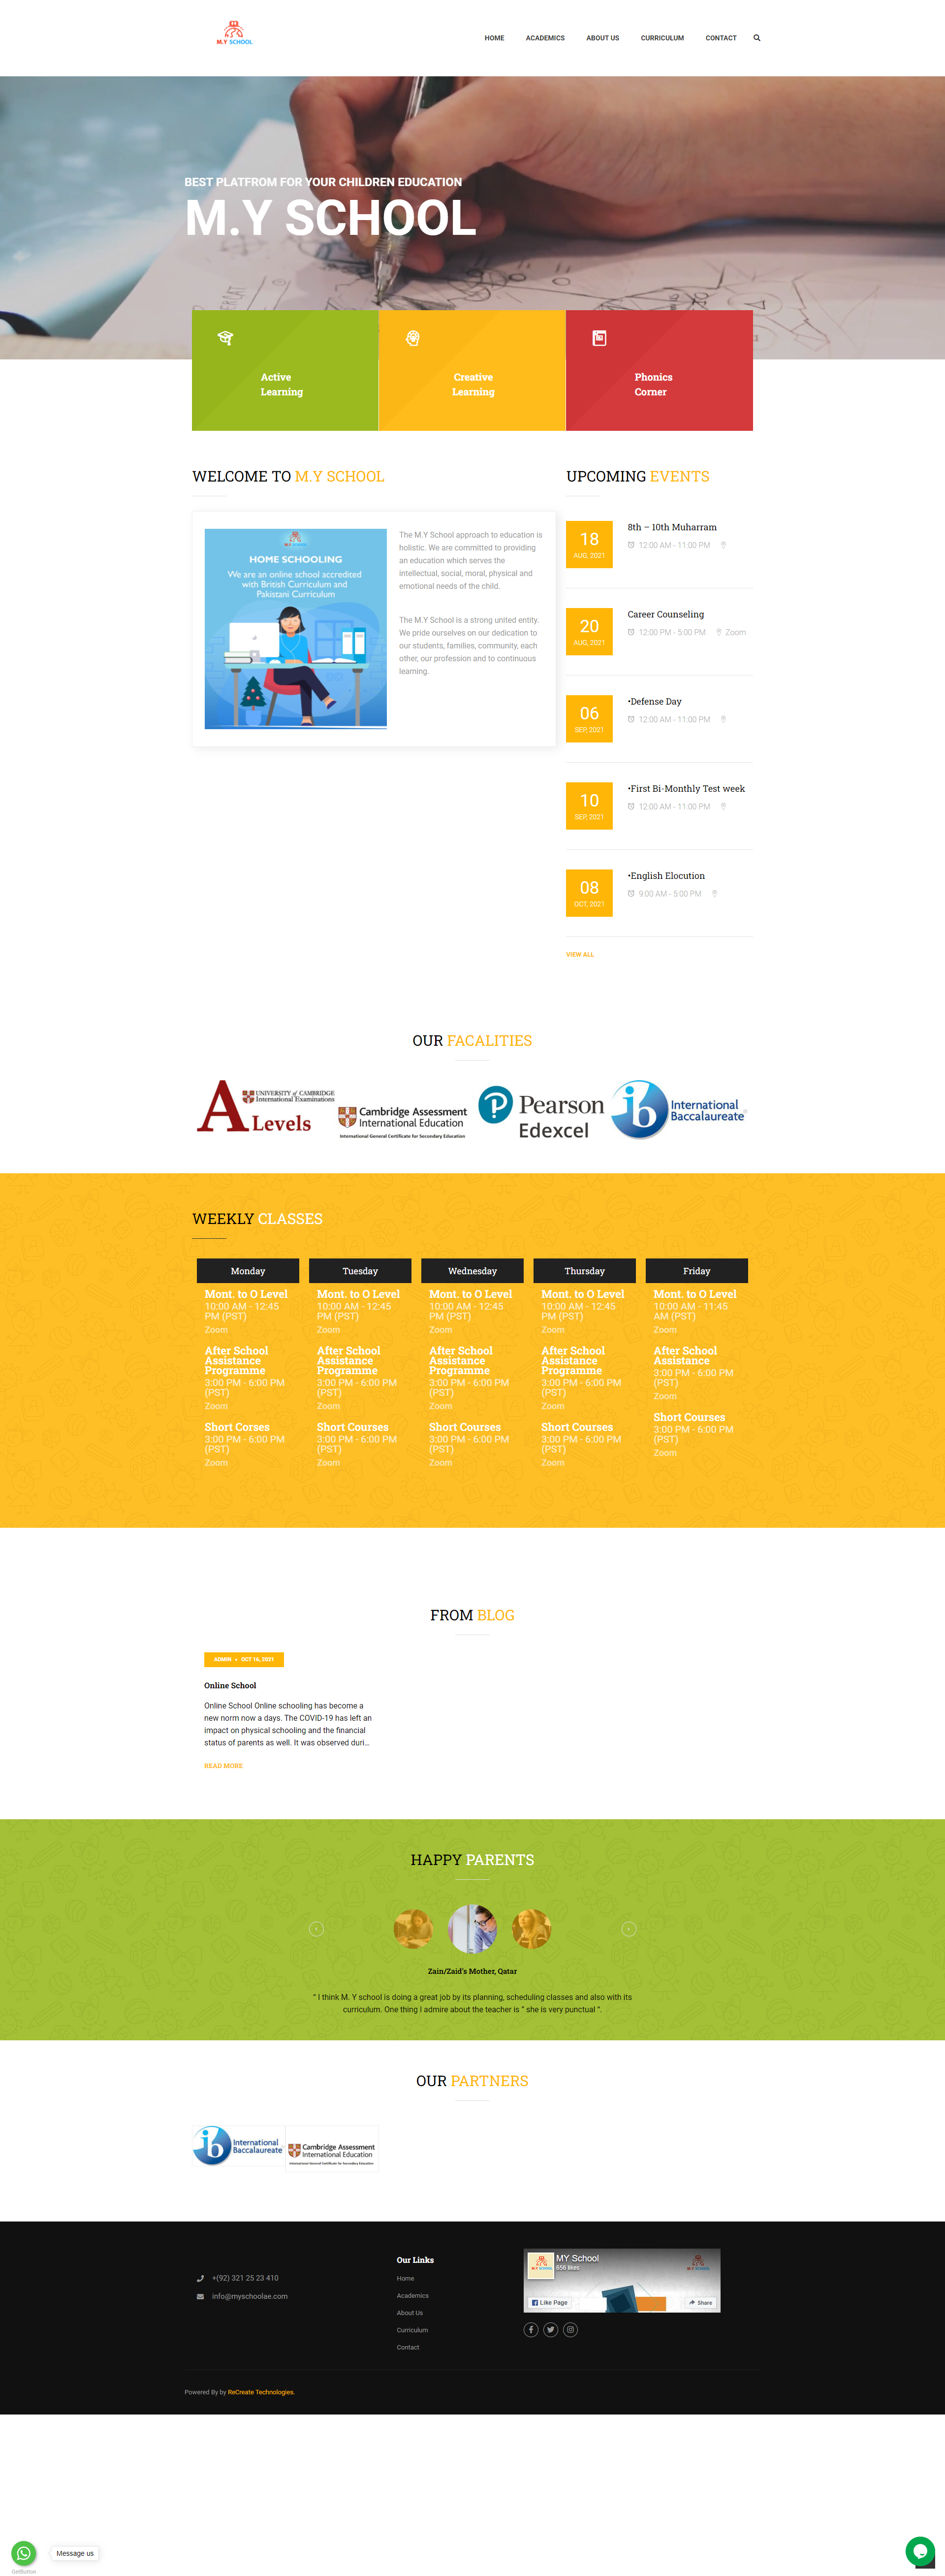 M.Y SCHOOL
HOME
ACADEMICS
ABOUT US
CURRICULUM
CONTACT
BEST PLATFROM FOR YOUR CHILDREN EDUCATION
M.Y SCHOOL
Active
Learning
Creative
Learning
Phonics
Corner
WELCOME TO M.Y SCHOOL
M.Y SCHOOL
HOME SCHOOLING
We are an online school accredited
with British Curriculum and
Pakistani Curriculum
The M.Y School approach to education is
holistic. We are committed to providing
an education which serves the
intellectual, social, moral, physical and
emotional needs of the child.
The M.Y School is a strong united entity.
We pride ourselves on our dedication to
our students, families, community, each
other, our profession and to continuous
learning.
UPCOMING EVENTS
18
AUG, 2021
8th – 10th Muharram
12:00 AM - 11:00 PM
20
AUG, 2021
Career Counseling
12:00 PM - 5:00 PM Zoom
06
SEP, 2021
•Defense Day
12:00 AM - 11:00 PM
10
SEP, 2021
•First Bi-Monthly Test week
12:00 AM - 11:00 PM
08
OCT, 2021
•English Elocution
9:00 AM - 5:00 PM
VIEW ALL
OUR FACALITIES
A Levels
UNIVERSITY of CAMBRIDGE
International Examinations
Cambridge Assessment
International Education
International General Certificate for Secondary Education
Pearson
Edexcel
ib International
Baccalaureate
WEEKLY CLASSES
Monday
Mont. to O Level
10:00 AM - 12:45
PM (PST)
Zoom
After School
Assistance
Programme
3:00 PM - 6:00 PM
(PST)
Zoom
Short Corses
3:00 PM - 6:00 PM
(PST)
Zoom
Tuesday
Mont. to O Level
10:00 AM - 12:45
PM (PST)
Zoom
After School
Assistance
Programme
3:00 PM - 6:00 PM
(PST)
Zoom
Short Courses
3:00 PM - 6:00 PM
(PST)
Zoom
Wednesday
Mont. to O Level
10:00 AM - 12:45
PM (PST)
Zoom
After School
Assistance
Programme
3:00 PM - 6:00 PM
(PST)
Zoom
Short Courses
3:00 PM - 6:00 PM
(PST)
Zoom
Thursday
Mont. to O Level
10:00 AM - 12:45
PM (PST)
Zoom
After School
Assistance
Programme
3:00 PM - 6:00 PM
(PST)
Zoom
Short Courses
3:00 PM - 6:00 PM
(PST)
Zoom
Friday
Mont. to O Level
10:00 AM - 11:45
AM (PST)
Zoom
After School
Assistance
3:00 PM - 6:00 PM
(PST)
Zoom
Short Courses
3:00 PM - 6:00 PM
(PST)
Zoom
FROM BLOG
ADMIN • OCT 16, 2021
Online School
Online School Online schooling has become a
new norm now a days. The COVID-19 has left an
impact on physical schooling and the financial
status of parents as well. It was observed duri...
READ MORE
HAPPY PARENTS
Zain/Zaid's Mother, Qatar
“ I think M. Y school is doing a great job by its planning, scheduling classes and also with its
curriculum. One thing I admire about the teacher is “ she is very punctual “.
OUR PARTNERS
ib International
Baccalaureate
Cambridge Assessment
International Education
International General Certificate for Secondary Education
+(92) 321 25 23 410
info@myschoolae.com
Our Links
Home
Academics
About Us
Curriculum
Contact
MY School
656 likes
M.Y SCHOOL
M.Y SCHOOL
Like Page
Share
Powered By by ReCreate Technologies.
Message us
GetButton